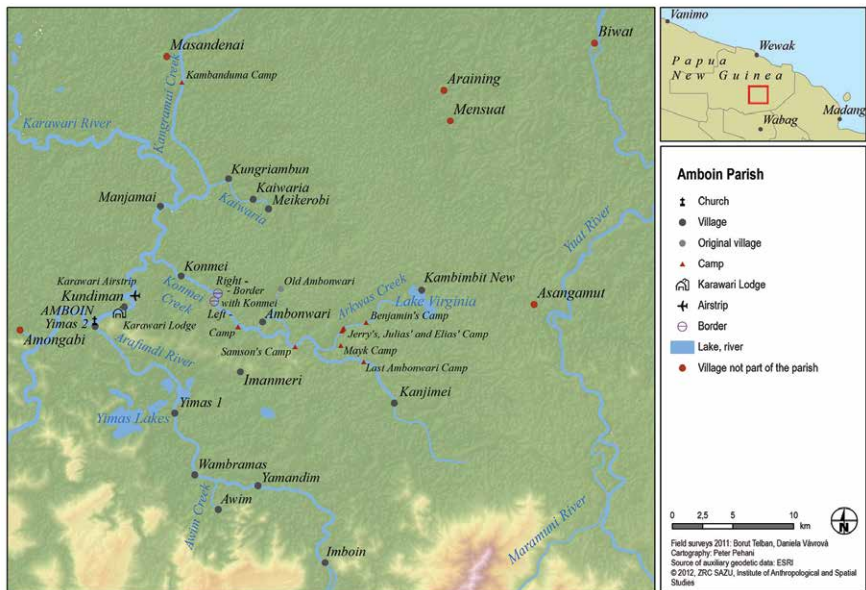 Masandenai
Kambanduma Camp
Kangramai Creek
Karawari River
Araining
Mensuat
Biwat
Kungriambun
Kaiwaria
Meikerobi
Kaiwaria
Manjamai
Konmei
Konmei
Creek
Right -
- Border
with Konmei
Left -
Old Ambonwari
Arkwas Creek
Kambimbit New
Lake Virginia
Yuat River
Asangamut
Karawari Airstrip
Kundiman
AMBOIN
Yimas 2
Karawari Lodge
Amongabi
Arafundi River
Camp
Ambonwari
Benjamin's Camp
Jerry's, Julias' and Elias' Camp
Samson's Camp
Mayk Camp
Last Ambonwari Camp
Imanmeri
Kanjimei
Yimas 1
Yimas Lakes
Wambramas
Yamandim
Awim Creek
Awim
Imboin
Maramuni River
Vanimo
Wewak
Papua
New Guinea
Madang
Wabag
Amboin Parish
Church
Village
Original village
Camp
Karawari Lodge
Airstrip
Border
Lake, river
Village not part of the parish
0 2,5 5 10
km
N
Field surveys 2011: Borut Telban, Daniela Vávrová
Cartography: Peter Pehani
Source of auxiliary geodetic data: ESRI
© 2012, ZRC SAZU, Institute of Anthropological and Spatial
Studies